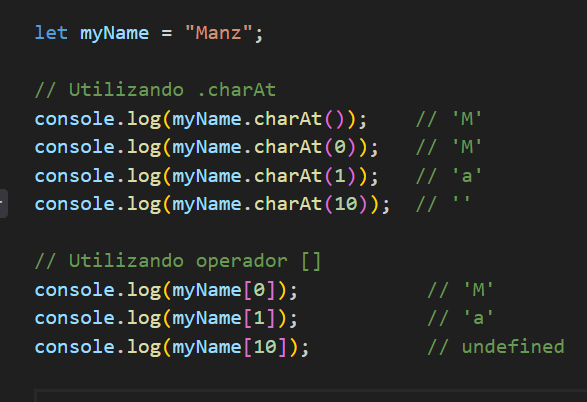 let myName = "Manz";
// Utilizando .charAt
console.log(myName.charAt());    // 'M'
console.log(myName.charAt(0));   // 'M'
console.log(myName.charAt(1));   // 'a'
console.log(myName.charAt(10));  // ''
// Utilizando operador []
console.log(myName[0]);           // 'M'
console.log(myName[1]);           // 'a'
console.log(myName[10]);          // undefined